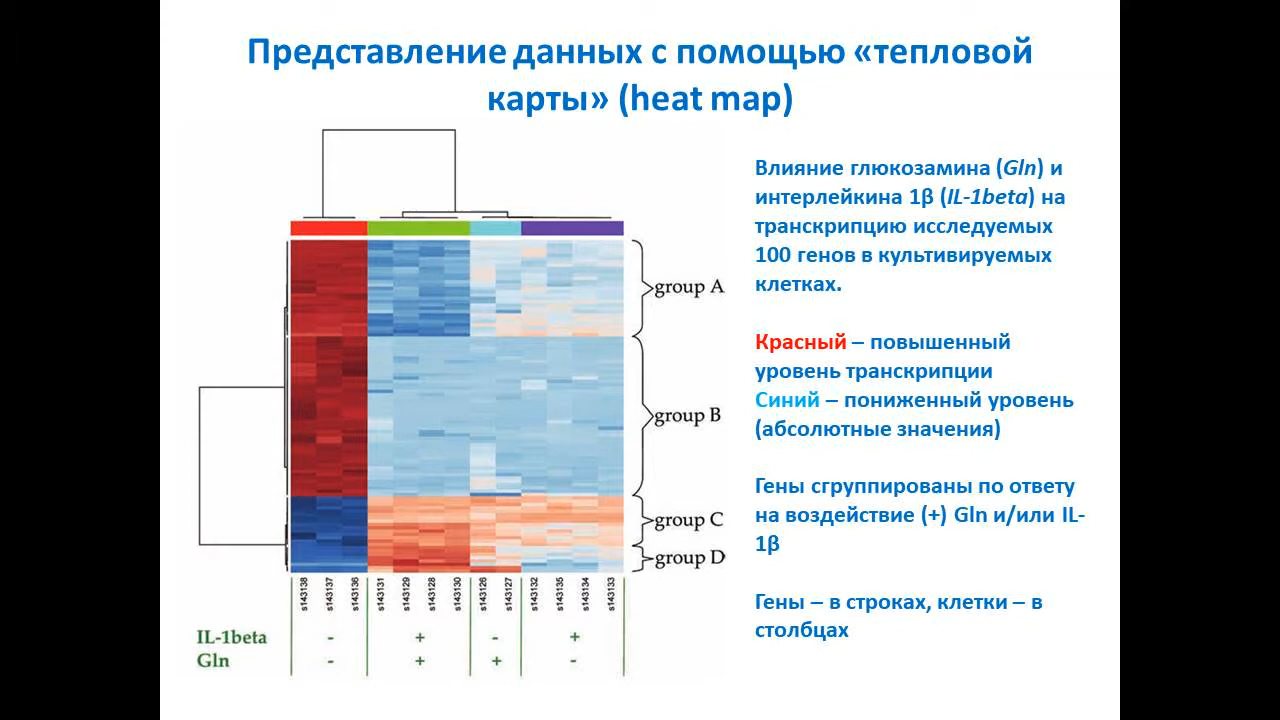 Представление данных с помощью «тепловой
карты» (heat map)
Влияние глюкозамина (Gln) и
интерлейкина 1β (IL-1beta) на
транскрипцию исследуемых
100 генов в культивируемых
клетках.
Красный – повышенный
уровень транскрипции
Синий – пониженный уровень
(абсолютные значения)
Гены сгруппированы по ответу
на воздействие (+) Gln и/или IL-
1β
Гены – в строках, клетки – в
столбцах
group A
group B
group C
group D
s143138 s143137 s143136 s143131 s143129 s143128 s143130 s143126 s143127 s143132 s143135 s143134 s143133
IL-1beta - + - +
Gln - + + -